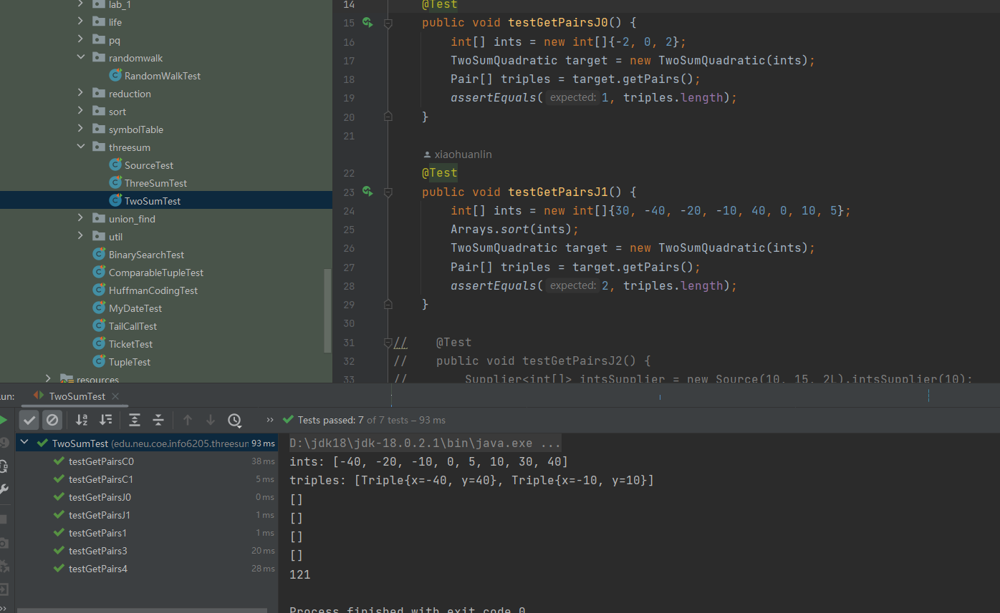 lab_1
life
pq
randomwalk
RandomWalkTest
reduction
sort
symbolTable
threesum
SourceTest
ThreeSumTest
TwoSumTest
union_find
util
BinarySearchTest
ComparableTupleTest
HuffmanCodingTest
MyDateTest
TailCallTest
TicketTest
TupleTest
resources
14 @Test
15 public void testGetPairsJ0() {
16 int[] ints = new int[]{-2, 0, 2};
17 TwoSumQuadratic target = new TwoSumQuadratic(ints);
18 Pair[] triples = target.getPairs();
19 assertEquals( expected: 1, triples.length);
20 }
21
xiaohuanlin
22 @Test
23 public void testGetPairsJ1() {
24 int[] ints = new int[]{30, -40, -20, -10, 40, 0, 10, 5};
25 Arrays.sort(ints);
26 TwoSumQuadratic target = new TwoSumQuadratic(ints);
27 Pair[] triples = target.getPairs();
28 assertEquals( expected: 2, triples.length);
29 }
30
31 // @Test
32 // public void testGetPairsJ2() {
33 // Supplier<int[]> intsSupplier = new Source(10, 15, 2L).intsSupplier(10);
un: TwoSumTest
Tests passed: 7 of 7 tests – 93 ms
TwoSumTest (edu.neu.coe.info6205.threesum 93 ms
testGetPairsC0 38 ms
testGetPairsC1 5 ms
testGetPairsJ0 0 ms
testGetPairsJ1 1 ms
testGetPairs1 1 ms
testGetPairs3 20 ms
testGetPairs4 28 ms
D:\jdk18\jdk-18.0.2.1\bin\java.exe ...
ints: [-40, -20, -10, 0, 5, 10, 30, 40]
triples: [Triple{x=-40, y=40}, Triple{x=-10, y=10}]
[]
[]
[]
[]
121
Process finished with exit code 0